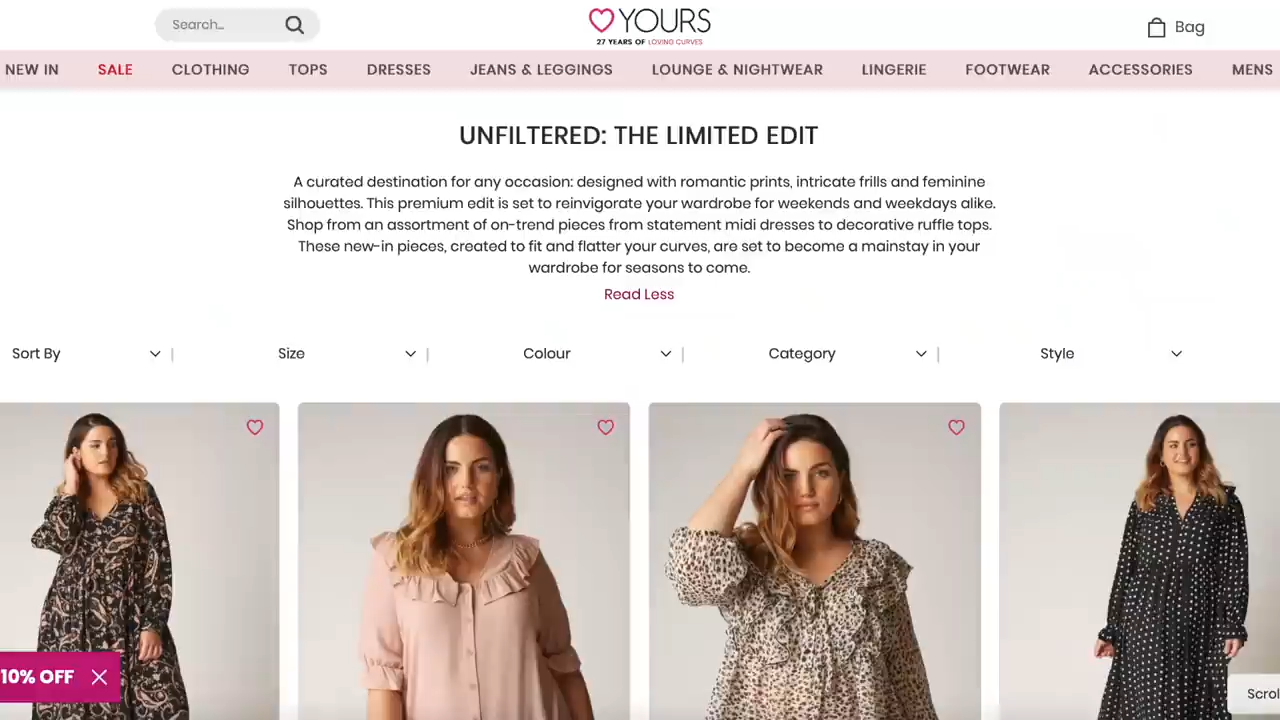 Search...
YOURS
27 YEARS OF LOVING CURVES
Bag
NEW IN SALE CLOTHING TOPS DRESSES JEANS & LEGGINGS LOUNGE & NIGHTWEAR LINGERIE FOOTWEAR ACCESSORIES MENS
UNFILTERED: THE LIMITED EDIT
A curated destination for any occasion: designed with romantic prints, intricate frills and feminine
silhouettes. This premium edit is set to reinvigorate your wardrobe for weekends and weekdays alike.
Shop from an assortment of on-trend pieces from statement midi dresses to decorative ruffle tops.
These new-in pieces, created to fit and flatter your curves, are set to become a mainstay in your
wardrobe for seasons to come.
Read Less
Sort By | Size | Colour | Category | Style
10% OFF
Scrol